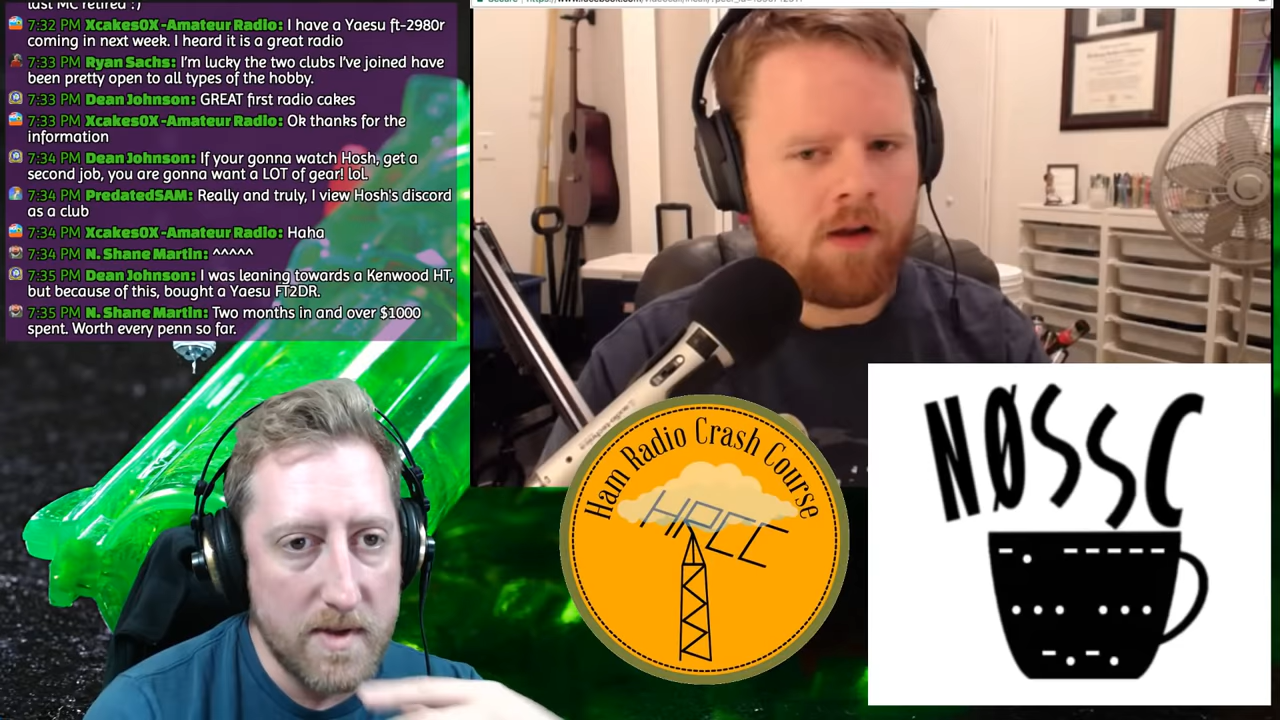 last MC retired :)
7:32 PM XcakesOX -Amateur Radio: I have a Yaesu ft-2980r
coming in next week. I heard it is a great radio
7:33 PM Ryan Sachs: I'm lucky the two clubs I've joined have
been pretty open to all types of the hobby.
7:33 PM Dean Johnson: GREAT first radio cakes
7:33 PM XcakesOX -Amateur Radio: Ok thanks for the
information
7:34 PM Dean Johnson: If your gonna watch Hosh, get a
second job, you are gonna want a LOT of gear! lol
7:34 PM PredatedSAM: Really and truly, I view Hosh's discord
as a club
7:34 PM XcakesOX -Amateur Radio: Haha
7:34 PM N. Shane Martin: ^^^^^
7:35 PM Dean Johnson: I was leaning towards a Kenwood HT,
but because of this, bought a Yaesu FT2DR.
7:35 PM N. Shane Martin: Two months in and over $1000
spent. Worth every penn so far.
Ham Radio Crash Course
HRCC
NØSSC